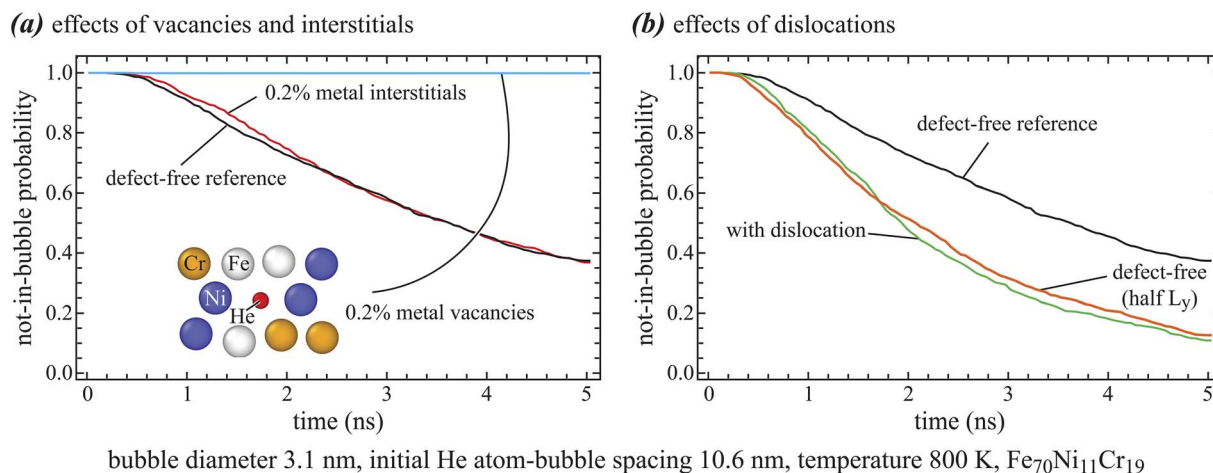 (a) effects of vacancies and interstitials
not-in-bubble probability
1.0
0.8
0.6
0.4
0.2
0.0
0.2% metal interstitials
defect-free reference
Cr
Fe
Ni
He
0.2% metal vacancies
0
1
2
3
4
5
time (ns)
(b) effects of dislocations
not-in-bubble probability
1.0
0.8
0.6
0.4
0.2
0.0
defect-free reference
with dislocation
defect-free
(half Ly)
0
1
2
3
4
5
time (ns)
bubble diameter 3.1 nm, initial He atom-bubble spacing 10.6 nm, temperature 800 K, Fe70Ni11Cr19